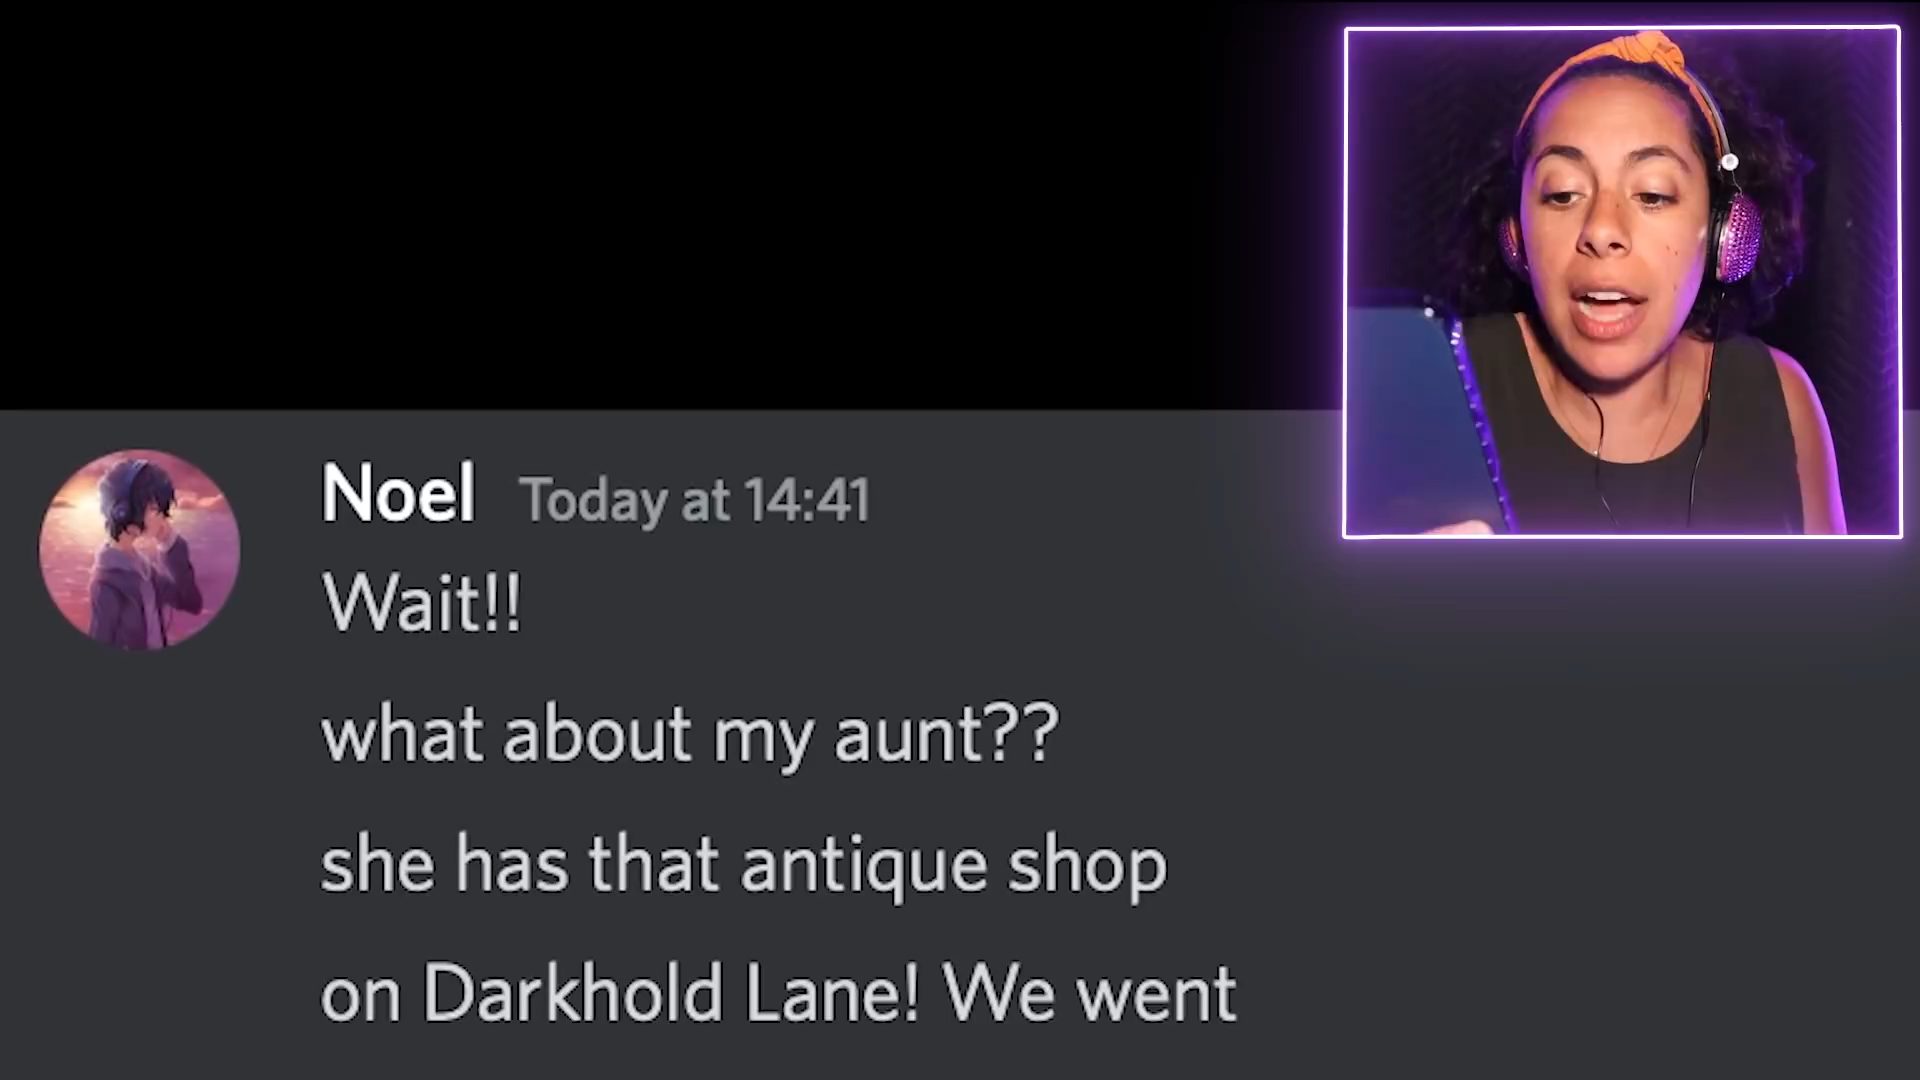 Noel Today at 14:41
Wait!!
what about my aunt??
she has that antique shop
on Darkhold Lane! We went